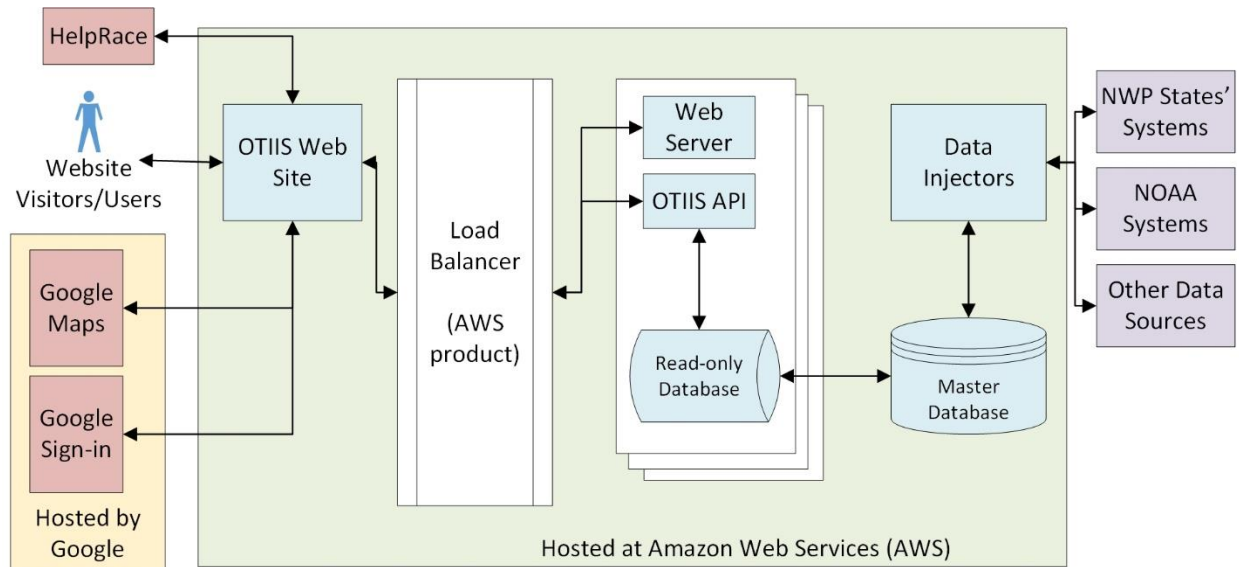 HelpRace
Website
Visitors/Users
Google
Maps
Google
Sign-in
Hosted by
Google
OTIIS Web
Site
Load
Balancer
(AWS
product)
Web
Server
OTIIS API
Read-only
Database
Data
Injectors
Master
Database
NWP States’
Systems
NOAA
Systems
Other Data
Sources
Hosted at Amazon Web Services (AWS)